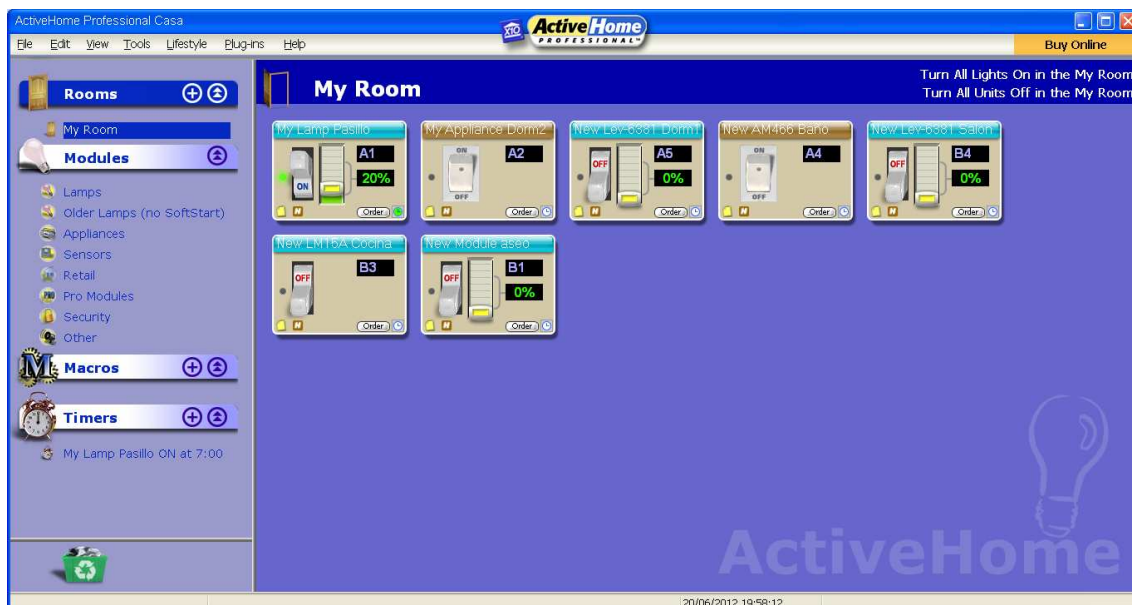 ActiveHome Professional Casa
X10 ActiveHome
PROFESSIONAL™
File Edit View Tools Lifestyle Plug-ins Help
Buy Online
Rooms
My Room
Modules
Lamps
Older Lamps (no SoftStart)
Appliances
Sensors
Retail
PRO Pro Modules
Security
Other
M Macros
Timers
My Lamp Pasillo ON at 7:00
My Room
Turn All Lights On in the My Room
Turn All Units Off in the My Room
My Lamp Pasillo
A1
ON
20%
N Order
My Appliance Dorm2
ON
A2
OFF
N Order
New Lev-6381 Dorm1
A5
OFF
0%
N Order
New AM466 Baño
ON
A4
OFF
N Order
New Lev-6381 Salon
B4
OFF
0%
N Order
New LM15A Cocina
B3
OFF
N Order
New Module aseo
B1
OFF
0%
N Order
ActiveHome
20/06/2012 19:58:12